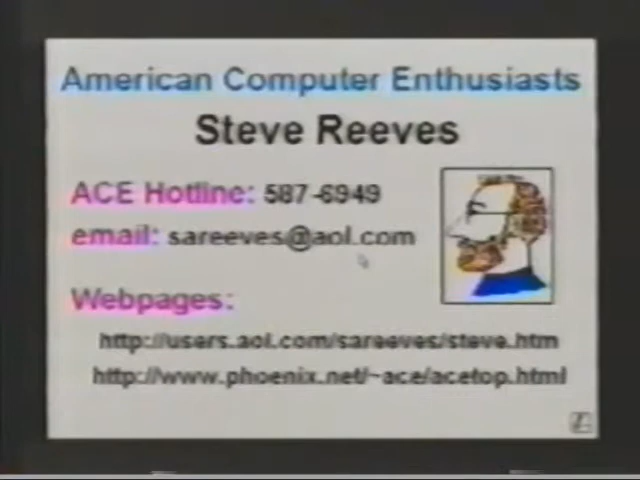 American Computer Enthusiasts
Steve Reeves
ACE Hotline: 587-6949
email: sareeves@aol.com
Webpages:
http://users.aol.com/sareeves/steve.htm
http://www.phoenix.net/~ace/acetop.html